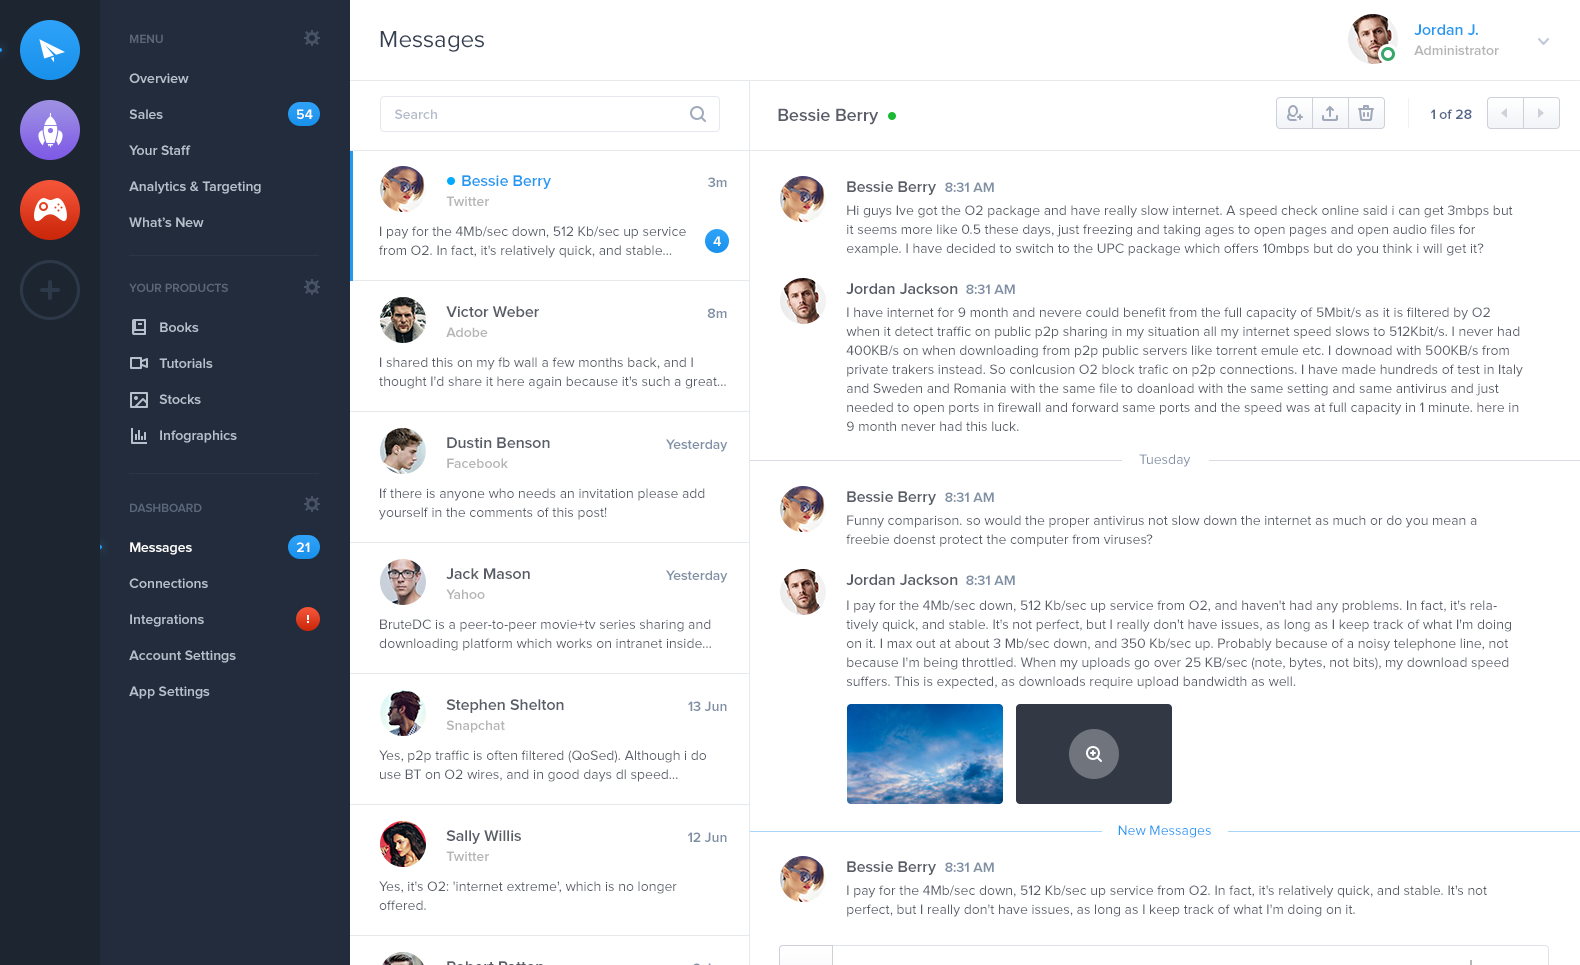 MENU
Overview
Sales 54
Your Staff
Analytics & Targeting
What's New
YOUR PRODUCTS
Books
Tutorials
Stocks
Infographics
DASHBOARD
Messages 21
Connections
Integrations !
Account Settings
App Settings
Messages
Jordan J.
Administrator
Search
Bessie Berry 3m
Twitter
I pay for the 4Mb/sec down, 512 Kb/sec up service
from O2. In fact, it's relatively quick, and stable...
4
Victor Weber 8m
Adobe
I shared this on my fb wall a few months back, and I
thought I'd share it here again because it's such a great...
Dustin Benson Yesterday
Facebook
If there is anyone who needs an invitation please add
yourself in the comments of this post!
Jack Mason Yesterday
Yahoo
BruteDC is a peer-to-peer movie+tv series sharing and
downloading platform which works on intranet inside...
Stephen Shelton 13 Jun
Snapchat
Yes, p2p traffic is often filtered (QoSed). Although i do
use BT on O2 wires, and in good days dl speed...
Sally Willis 12 Jun
Twitter
Yes, it's O2: 'internet extreme', which is no longer
offered.
Bessie Berry
1 of 28
Bessie Berry 8:31 AM
Hi guys Ive got the O2 package and have really slow internet. A speed check online said i can get 3mbps but
it seems more like 0.5 these days, just freezing and taking ages to open pages and open audio files for
example. I have decided to switch to the UPC package which offers 10mbps but do you think i will get it?
Jordan Jackson 8:31 AM
I have internet for 9 month and nevere could benefit from the full capacity of 5Mbit/s as it is filtered by O2
when it detect traffic on public p2p sharing in my situation all my internet speed slows to 512Kbit/s. I never had
400KB/s on when downloading from p2p public servers like torrent emule etc. I downoad with 500KB/s from
private trakers instead. So conlcusion O2 block trafic on p2p connections. I have made hundreds of test in Italy
and Sweden and Romania with the same file to doanload with the same setting and same antivirus and just
needed to open ports in firewall and forward same ports and the speed was at full capacity in 1 minute. here in
9 month never had this luck.
Tuesday
Bessie Berry 8:31 AM
Funny comparison. so would the proper antivirus not slow down the internet as much or do you mean a
freebie doenst protect the computer from viruses?
Jordan Jackson 8:31 AM
I pay for the 4Mb/sec down, 512 Kb/sec up service from O2, and haven't had any problems. In fact, it's rela-
tively quick, and stable. It's not perfect, but I really don't have issues, as long as I keep track of what I'm doing
on it. I max out at about 3 Mb/sec down, and 350 Kb/sec up. Probably because of a noisy telephone line, not
because I'm being throttled. When my uploads go over 25 KB/sec (note, bytes, not bits), my download speed
suffers. This is expected, as downloads require upload bandwidth as well.
New Messages
Bessie Berry 8:31 AM
I pay for the 4Mb/sec down, 512 Kb/sec up service from O2. In fact, it's relatively quick, and stable. It's not
perfect, but I really don't have issues, as long as I keep track of what I'm doing on it.